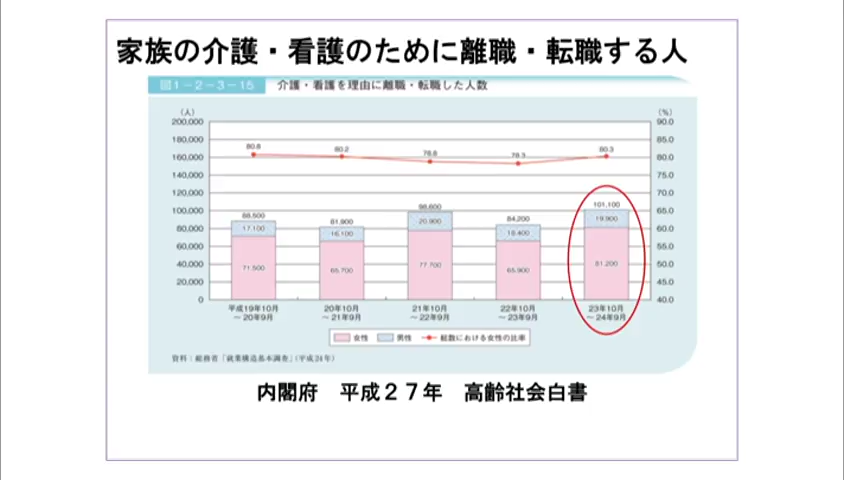 家族の介護・看護のために離職・転職する人
図1－2－3－15 介護・看護を理由に離職・転職した人数
(人) (%)
200,000 90.0
180,000 85.0
160,000 80.0
140,000 75.0
120,000 70.0
100,000 65.0
80,000 60.0
60,000 55.0
40,000 50.0
20,000 45.0
0 40.0
80.8 80.2 78.8 78.3 80.3
88,500 81,900 98,600 84,200 101,100
17,100 16,100 20,900 18,400 19,900
71,500 65,700 77,700 65,900 81,200
平成19年10月 20年10月 21年10月 22年10月 23年10月
～20年9月 ～21年9月 ～22年9月 ～23年9月 ～24年9月
女性 男性 総数における女性の比率
資料：総務省「就業構造基本調査」(平成24年)
内閣府 平成２７年 高齢社会白書